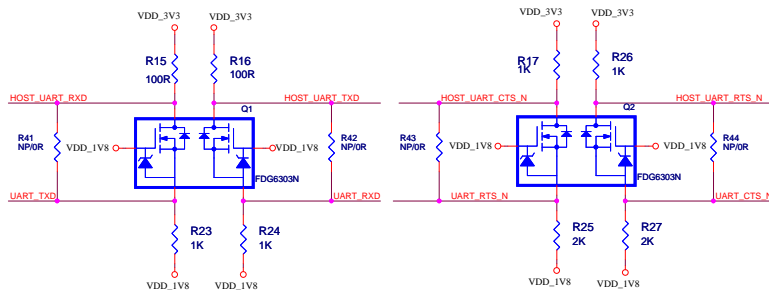 VDD_3V3
VDD_3V3
VDD_3V3
VDD_3V3
R15
100R
R16
100R
R17
1K
R26
1K
HOST_UART_RXD
HOST_UART_TXD
HOST_UART_CTS_N
HOST_UART_RTS_N
Q1
Q2
R41
NP/0R
VDD_1V8
VDD_1V8
R42
NP/0R
R43
NP/0R
VDD_1V8
VDD_1V8
R44
NP/0R
FDG6303N
FDG6303N
UART_TXD
UART_RXD
UART_RTS_N
UART_CTS_N
R23
1K
R24
1K
R25
2K
R27
2K
VDD_1V8
VDD_1V8
VDD_1V8
VDD_1V8